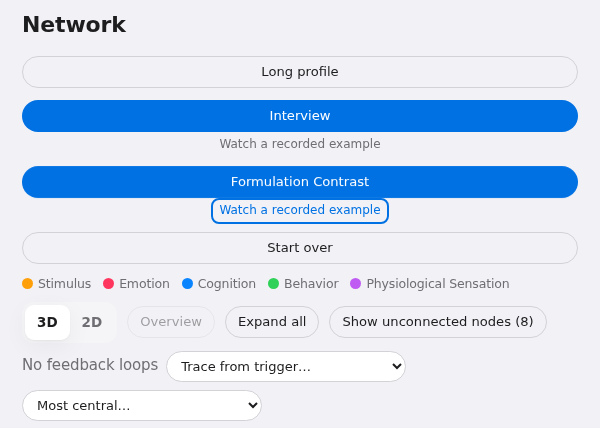 Network
Long profile
Interview
Watch a recorded example
Formulation Contrast
Watch a recorded example
Start over
Stimulus Emotion Cognition Behavior Physiological Sensation
3D 2D Overview Expand all Show unconnected nodes (8)
No feedback loops Trace from trigger...
Most central...